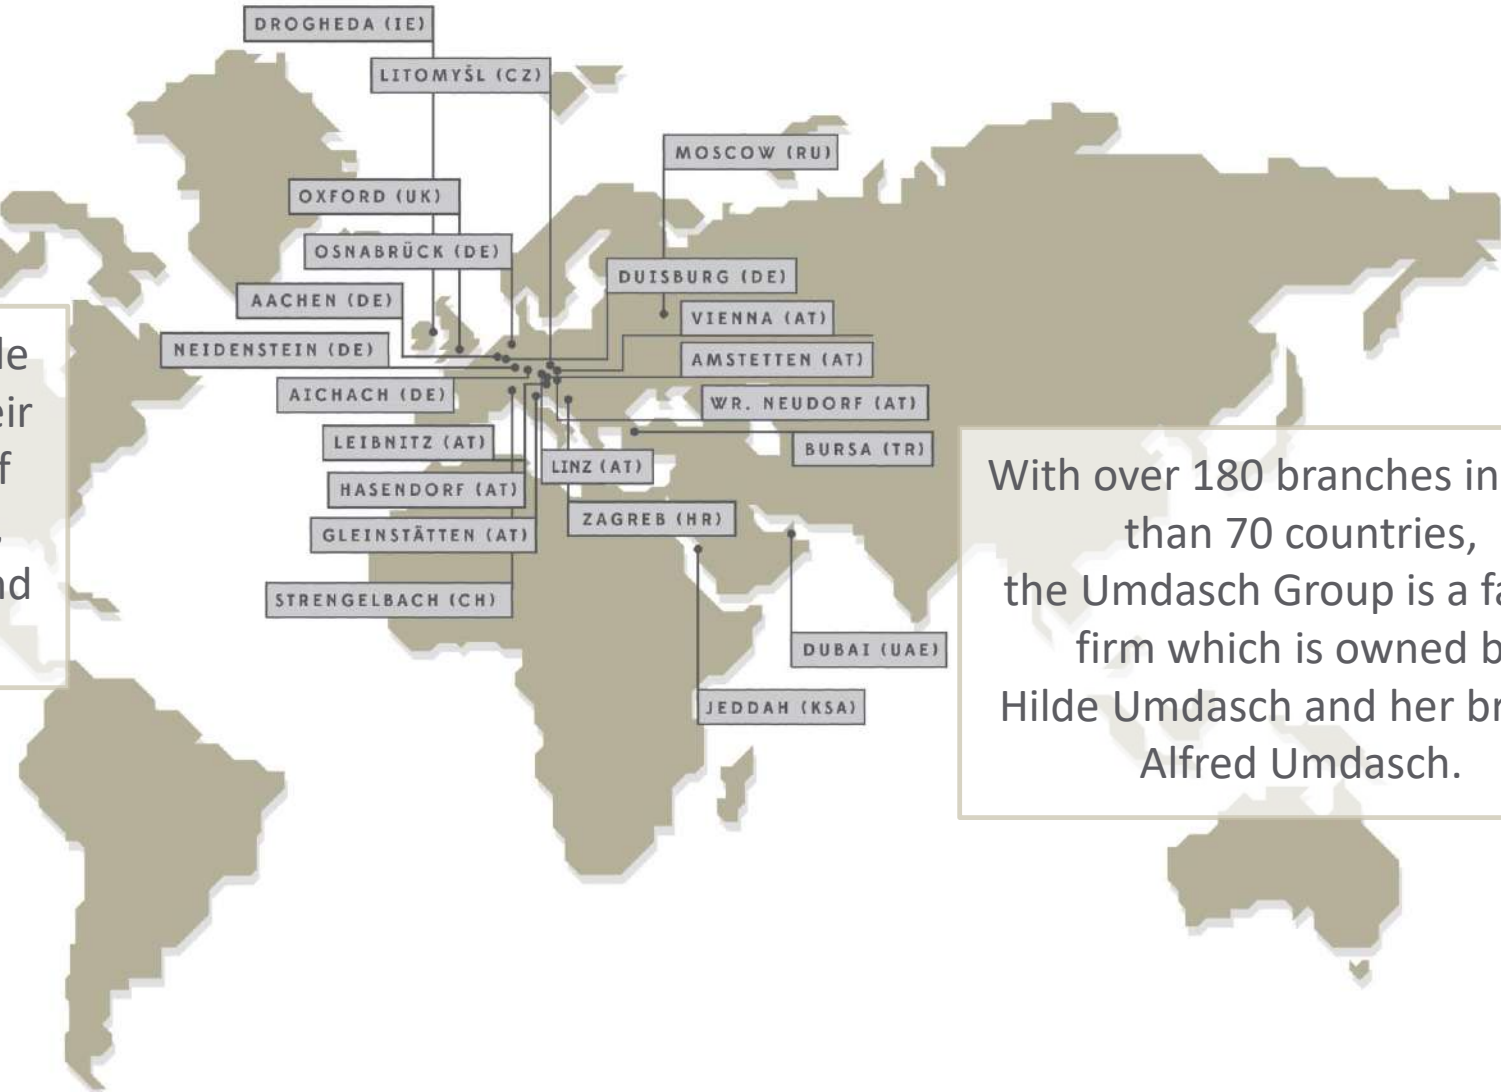 DROGHEDA (IE)
LITOMYŠL (CZ)
MOSCOW (RU)
OXFORD (UK)
OSNABRÜCK (DE)
DUISBURG (DE)
AACHEN (DE)
VIENNA (AT)
NEIDENSTEIN (DE)
AMSTETTEN (AT)
AICHACH (DE)
WR. NEUDORF (AT)
LEIBNITZ (AT)
BURSA (TR)
LINZ (AT)
HASENDORF (AT)
ZAGREB (HR)
GLEINSTÄTTEN (AT)
STRENGELBACH (CH)
DUBAI (UAE)
JEDDAH (KSA)
With over 180 branches in
than 70 countries,
the Umdasch Group is a
firm which is owned
Hilde Umdasch and her
Alfred Umdasch.